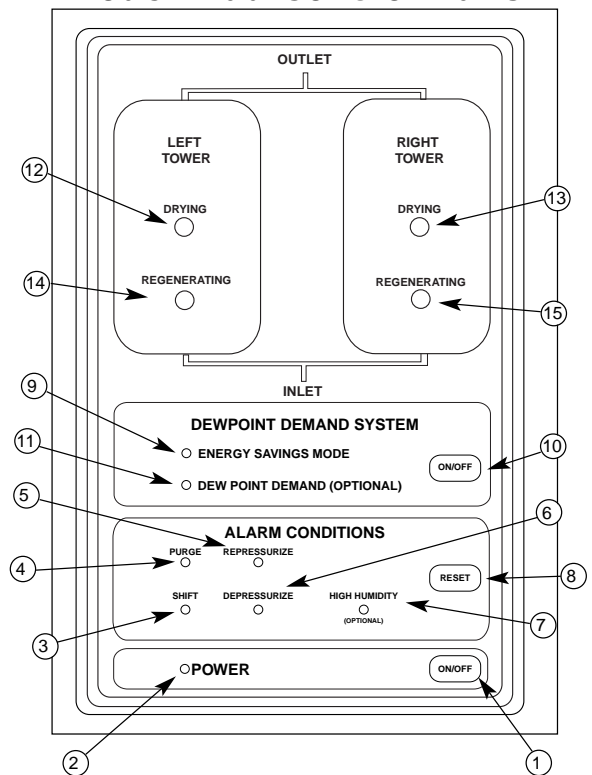 OUTLET
LEFT
TOWER
RIGHT
TOWER
12
DRYING
DRYING
13
14
REGENERATING
REGENERATING
15
INLET
9
DEWPOINT DEMAND SYSTEM
ENERGY SAVINGS MODE
11
DEW POINT DEMAND (OPTIONAL)
ON/OFF
10
5
6
ALARM CONDITIONS
4
PURGE
REPRESSURIZE
RESET
8
3
SHIFT
DEPRESSURIZE
HIGH HUMIDITY
(OPTIONAL)
7
POWER
ON/OFF
2
1